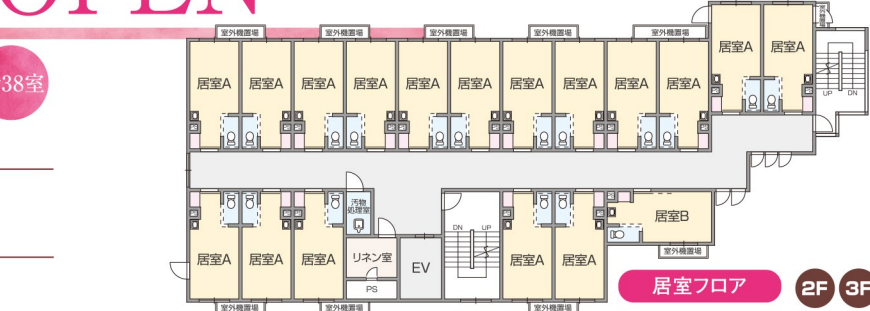 OPEN
38室
室外機置場 室外機置場 室外機置場 室外機置場 室外機置場
室外機置場
居室A 居室A
居室A 居室A 居室A 居室A 居室A 居室A 居室A 居室A 居室A 居室A
UP DN
汚物
処理室
居室B
DN UP
室外機置場
居室A 居室A 居室A リネン室 EV 居室A 居室A
PS
室外機置場 室外機置場 室外機置場
居室フロア 2F 3F